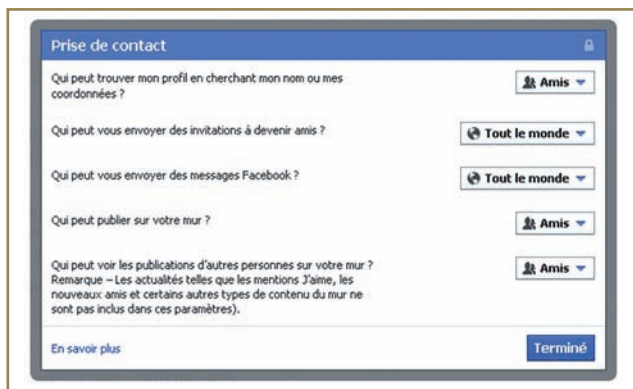 Prise de contact
Qui peut trouver mon profil en cherchant mon nom ou mes
coordonnées ?
Amis
Qui peut vous envoyer des invitations à devenir amis ?
Tout le monde
Qui peut vous envoyer des messages Facebook ?
Tout le monde
Qui peut publier sur votre mur ?
Amis
Qui peut voir les publications d'autres personnes sur votre mur ?
Amis
Remarque – Les actualités telles que les mentions J'aime, les
nouveaux amis et certains autres types de contenu du mur ne
sont pas inclus dans ces paramètres).
En savoir plus
Terminé